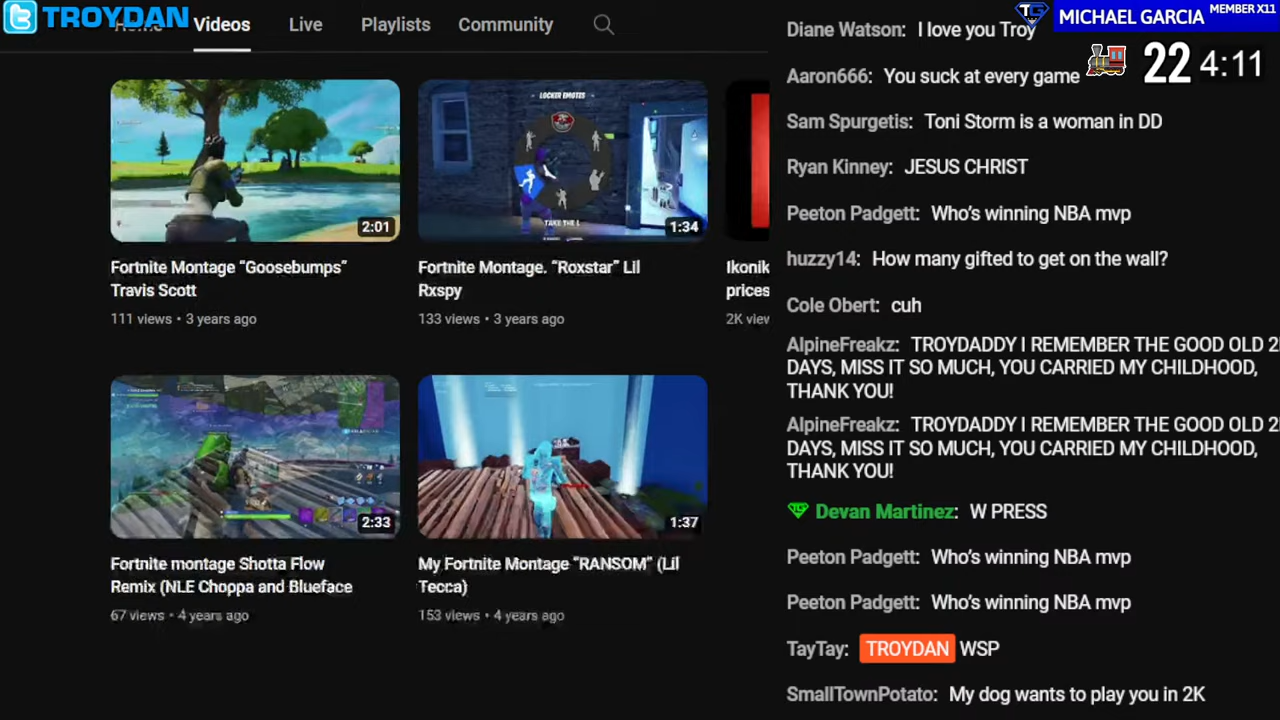 TROYDAN
Home Videos Live Playlists Community
LOCKER EMOTES
TAKE THE L
2:01
1:34
Fortnite Montage “Goosebumps”
Travis Scott
111 views • 3 years ago
Fortnite Montage. “Roxstar” Lil
Rxspy
133 views • 3 years ago
Ikonik
prices
2K view
2:33
1:37
Fortnite montage Shotta Flow
Remix (NLE Choppa and Blueface
67 views • 4 years ago
My Fortnite Montage “RANSOM” (Lil
Tecca)
153 views • 4 years ago
TG MICHAEL GARCIA MEMBER X11
22 4:11
Diane Watson: I love you Troy
Aaron666: You suck at every game
Sam Spurgetis: Toni Storm is a woman in DD
Ryan Kinney: JESUS CHRIST
Peeton Padgett: Who’s winning NBA mvp
huzzy14: How many gifted to get on the wall?
Cole Obert: cuh
AlpineFreakz: TROYDADDY I REMEMBER THE GOOD OLD 2
DAYS, MISS IT SO MUCH, YOU CARRIED MY CHILDHOOD,
THANK YOU!
AlpineFreakz: TROYDADDY I REMEMBER THE GOOD OLD 2
DAYS, MISS IT SO MUCH, YOU CARRIED MY CHILDHOOD,
THANK YOU!
Devan Martinez: W PRESS
Peeton Padgett: Who’s winning NBA mvp
Peeton Padgett: Who’s winning NBA mvp
TayTay: TROYDAN WSP
SmallTownPotato: My dog wants to play you in 2K